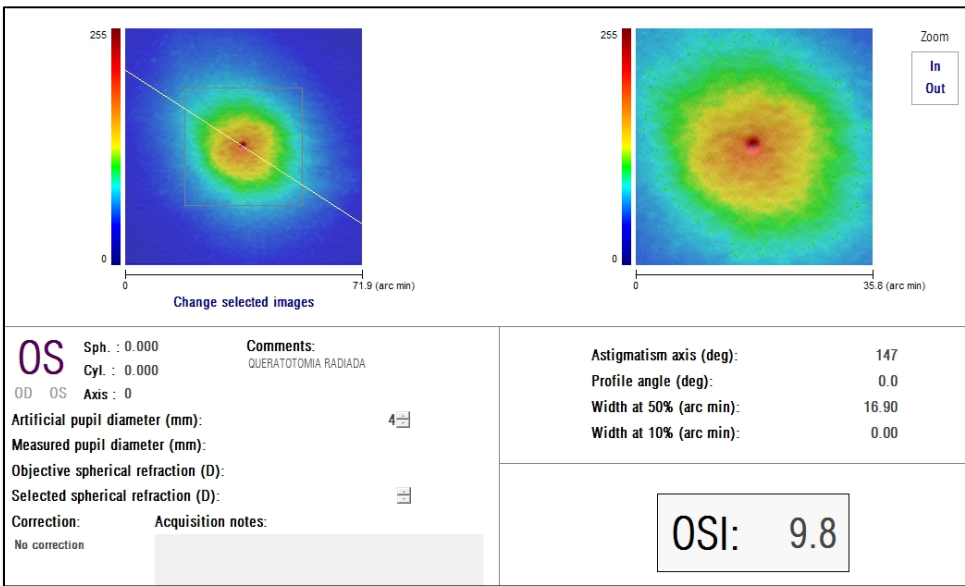 255
0
0
71.9 (arc min)
Change selected images
255
0
0
35.8 (arc min)
Zoom
In
Out
OS
OD OS
Sph. : 0.000
Cyl. : 0.000
Axis : 0
Comments:
QUERATOTOMIA RADIADA
Artificial pupil diameter (mm): 4
Measured pupil diameter (mm):
Objective spherical refraction (D):
Selected spherical refraction (D):
Correction:
No correction
Acquisition notes:
Astigmatism axis (deg): 147
Profile angle (deg): 0.0
Width at 50% (arc min): 16.90
Width at 10% (arc min): 0.00
OSI: 9.8